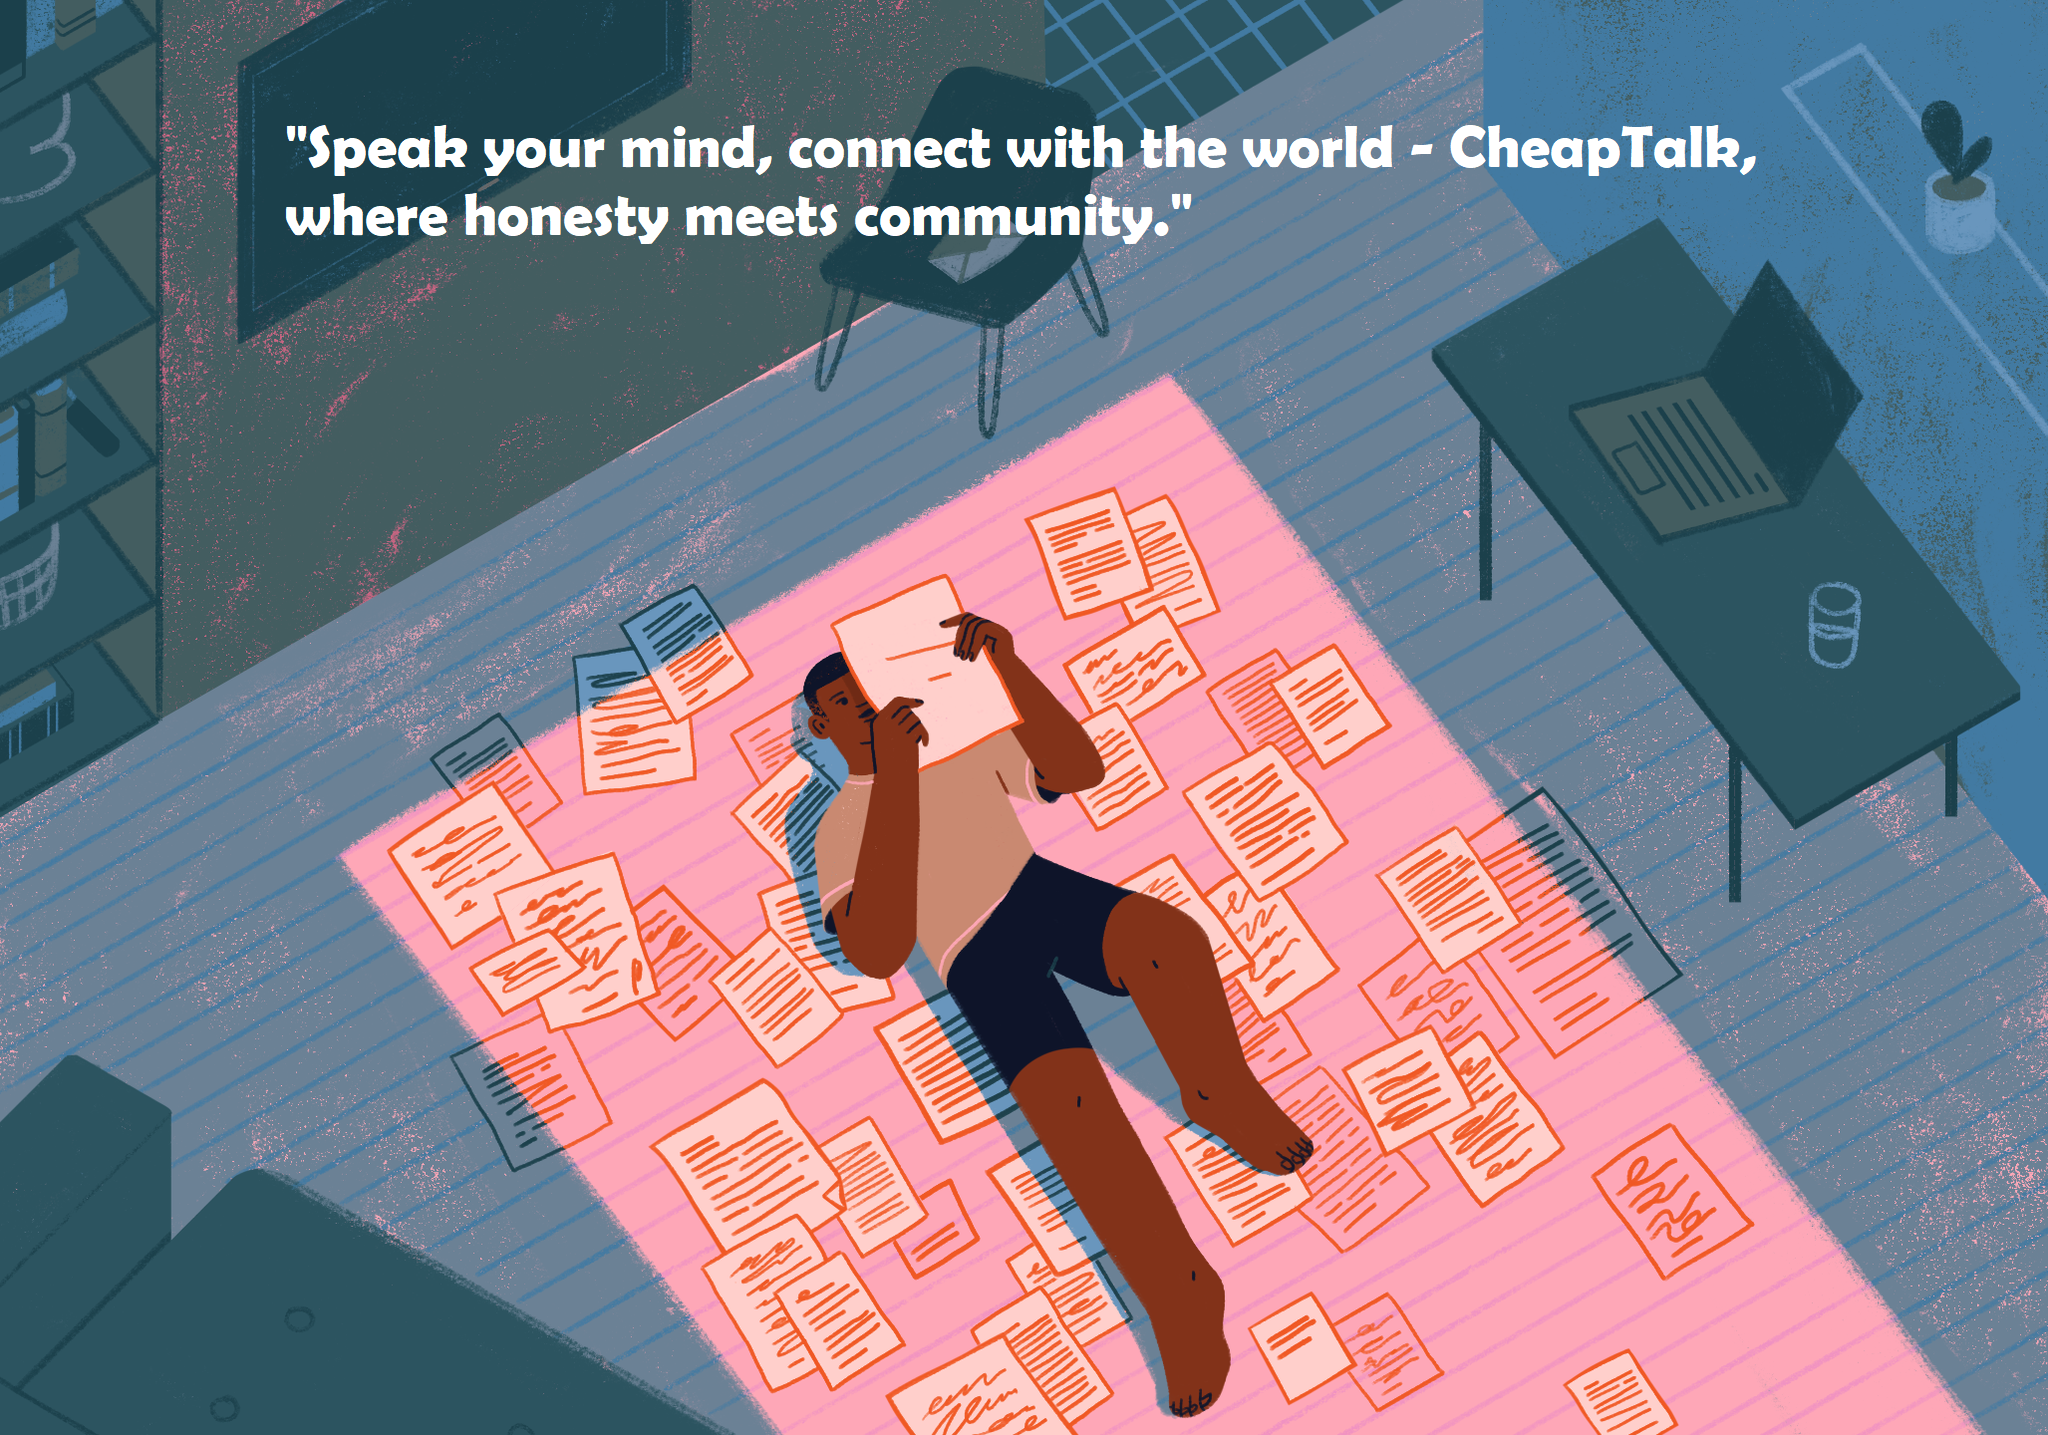 "Speak your mind, connect with the world - CheapTalk,
where honesty meets community."